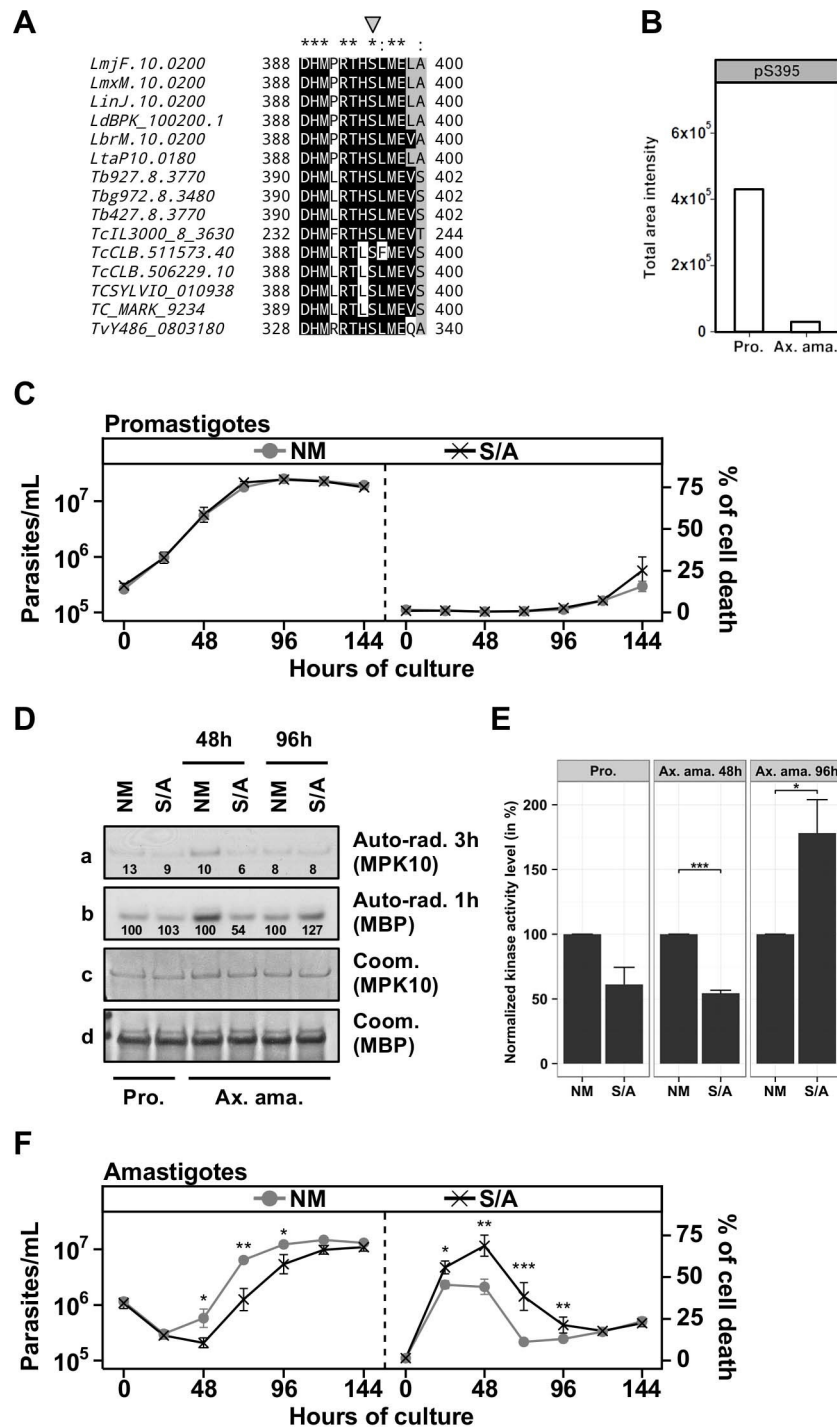 A
*** ** *:** :
LmjF.10.0200 388 DHMPRTHSLMELA 400
LmxM.10.0200 388 DHMPRTHSLMELA 400
LinJ.10.0200 388 DHMPRTHSLMELA 400
LdBPK_100200.1 388 DHMPRTHSLMELA 400
LbrM.10.0200 388 DHMPRTHSLMEVA 400
LtaP10.0180 388 DHMPRTHSLMELA 400
Tb927.8.3770 390 DHMLRTHSLMEVS 402
Tbg972.8.3480 390 DHMLRTHSLMEVS 402
Tb427.8.3770 390 DHMLRTHSLMEVS 402
TcIL3000_8_3630 232 DHMFRTHSLMEVT 244
TcCLB.511573.40 388 DHMLRTLSFMEVS 400
TcCLB.506229.10 388 DHMLRTLSLMEVS 400
TCSYLVIO_010938 388 DHMLRTLSLMEVS 400
TC_MARK_9234 389 DHMLRTLSLMEVS 400
TvY486_0803180 328 DHMRRTHSLMEQA 340
B
pS395
Total area intensity
6x10⁵
4x10⁵
2x10⁵
0
Pro. Ax. ama.
C
Promastigotes
NM S/A
Parasites/mL
10⁷
10⁶
10⁵
% of cell death
75
50
25
0
0 48 96 144 0 48 96 144
Hours of culture
D
48h 96h
NM S/A NM S/A NM S/A
a
13 9 10 6 8 8
Auto-rad. 3h
(MPK10)
b
100 103 100 54 100 127
Auto-rad. 1h
(MBP)
c
Coom.
(MPK10)
d
Coom.
(MBP)
Pro. Ax. ama.
E
Pro. Ax. ama. 48h Ax. ama. 96h
Normalized kinase activity level (in %)
200
150
100
50
0
*** *
NM S/A NM S/A NM S/A
F
Amastigotes
NM S/A
Parasites/mL
10⁷
10⁶
10⁵
* ** * * ** *** **
% of cell death
75
50
25
0
0 48 96 144 0 48 96 144
Hours of culture